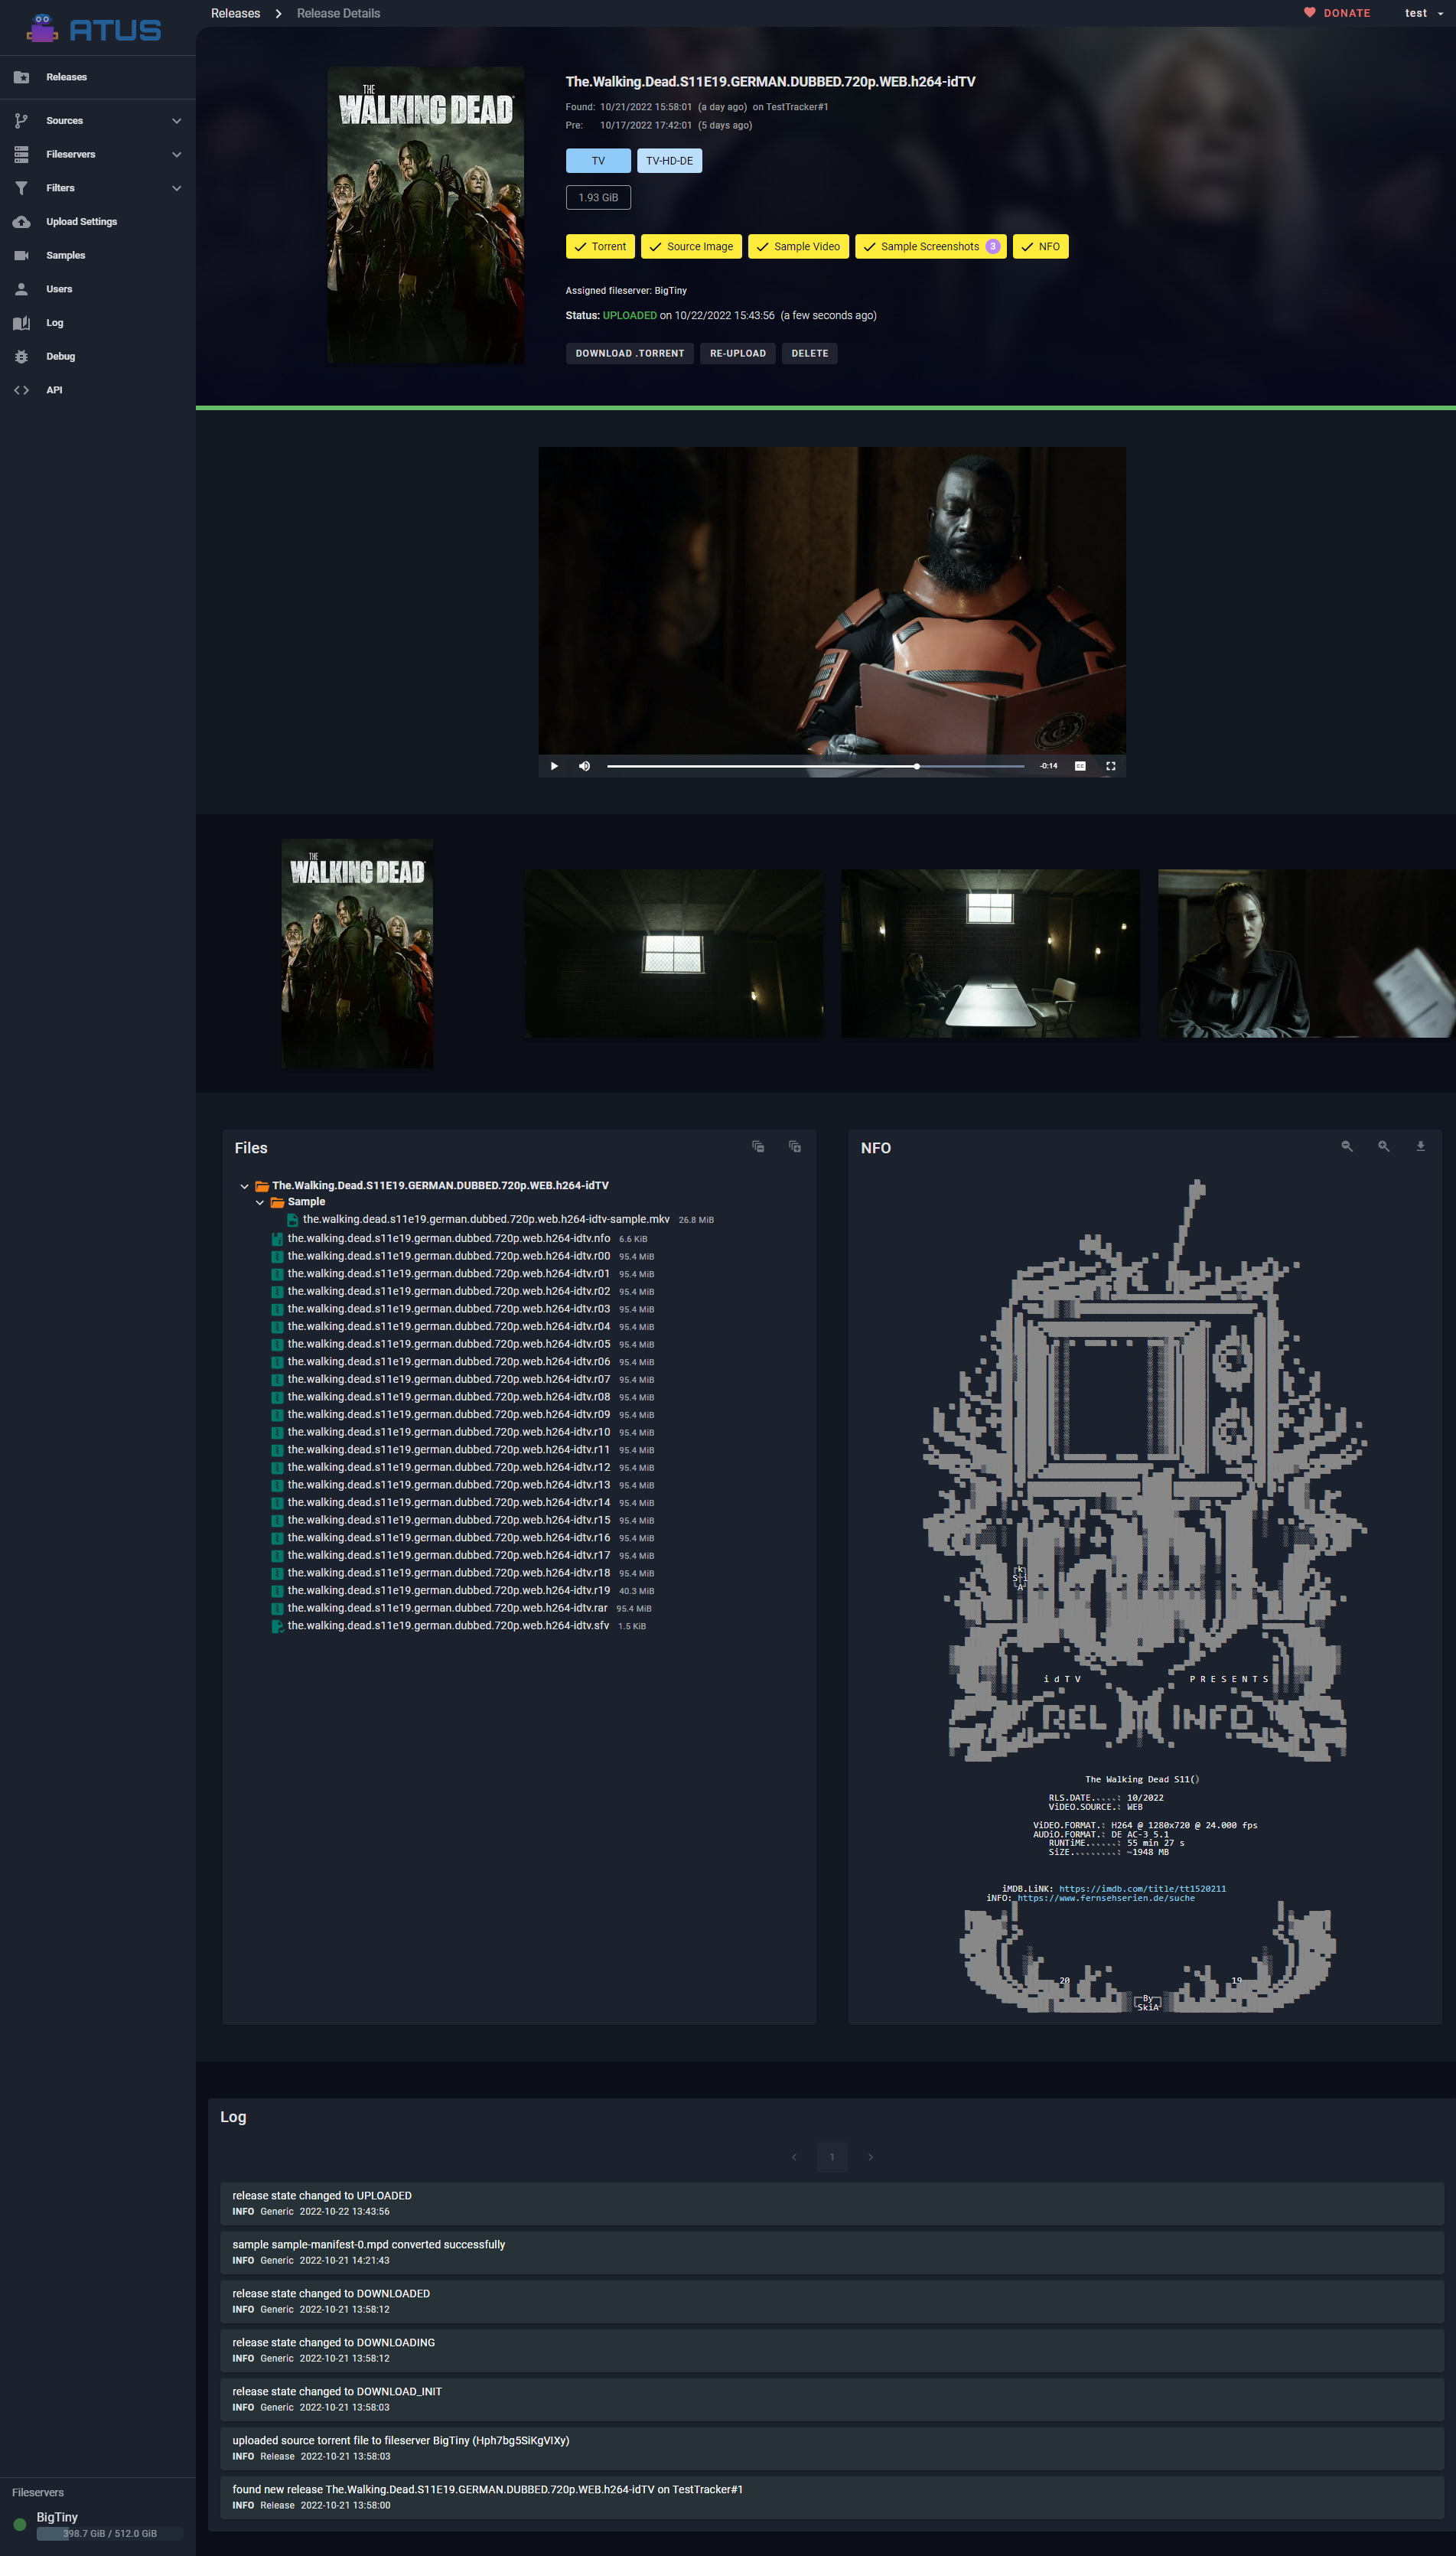 ATUS
Releases
Sources
Fileservers
Filters
Upload Settings
Samples
Users
Log
Debug
API
Fileservers
BigTiny
398.7 GiB / 512.0 GiB
Releases > Release Details
DONATE
test
THE
WALKING DEAD
The.Walking.Dead.S11E19.GERMAN.DUBBED.720p.WEB.h264-idTV
Found: 10/21/2022 15:58:01 (a day ago) on TestTracker#1
Pre: 10/17/2022 17:42:01 (5 days ago)
TV TV-HD-DE
1.93 GiB
Torrent Source Image Sample Video Sample Screenshots 3 NFO
Assigned fileserver: BigTiny
Status: UPLOADED on 10/22/2022 15:43:56 (a few seconds ago)
DOWNLOAD .TORRENT RE-UPLOAD DELETE
-0:14
THE
WALKING DEAD
Files
The.Walking.Dead.S11E19.GERMAN.DUBBED.720p.WEB.h264-idTV
Sample
the.walking.dead.s11e19.german.dubbed.720p.web.h264-idtv-sample.mkv 26.8 MiB
the.walking.dead.s11e19.german.dubbed.720p.web.h264-idtv.nfo 6.6 KiB
the.walking.dead.s11e19.german.dubbed.720p.web.h264-idtv.r00 95.4 MiB
the.walking.dead.s11e19.german.dubbed.720p.web.h264-idtv.r01 95.4 MiB
the.walking.dead.s11e19.german.dubbed.720p.web.h264-idtv.r02 95.4 MiB
the.walking.dead.s11e19.german.dubbed.720p.web.h264-idtv.r03 95.4 MiB
the.walking.dead.s11e19.german.dubbed.720p.web.h264-idtv.r04 95.4 MiB
the.walking.dead.s11e19.german.dubbed.720p.web.h264-idtv.r05 95.4 MiB
the.walking.dead.s11e19.german.dubbed.720p.web.h264-idtv.r06 95.4 MiB
the.walking.dead.s11e19.german.dubbed.720p.web.h264-idtv.r07 95.4 MiB
the.walking.dead.s11e19.german.dubbed.720p.web.h264-idtv.r08 95.4 MiB
the.walking.dead.s11e19.german.dubbed.720p.web.h264-idtv.r09 95.4 MiB
the.walking.dead.s11e19.german.dubbed.720p.web.h264-idtv.r10 95.4 MiB
the.walking.dead.s11e19.german.dubbed.720p.web.h264-idtv.r11 95.4 MiB
the.walking.dead.s11e19.german.dubbed.720p.web.h264-idtv.r12 95.4 MiB
the.walking.dead.s11e19.german.dubbed.720p.web.h264-idtv.r13 95.4 MiB
the.walking.dead.s11e19.german.dubbed.720p.web.h264-idtv.r14 95.4 MiB
the.walking.dead.s11e19.german.dubbed.720p.web.h264-idtv.r15 95.4 MiB
the.walking.dead.s11e19.german.dubbed.720p.web.h264-idtv.r16 95.4 MiB
the.walking.dead.s11e19.german.dubbed.720p.web.h264-idtv.r17 95.4 MiB
the.walking.dead.s11e19.german.dubbed.720p.web.h264-idtv.r18 95.4 MiB
the.walking.dead.s11e19.german.dubbed.720p.web.h264-idtv.r19 40.3 MiB
the.walking.dead.s11e19.german.dubbed.720p.web.h264-idtv.rar 95.4 MiB
the.walking.dead.s11e19.german.dubbed.720p.web.h264-idtv.sfv 1.5 KiB
NFO
k
S i
A
i d T V P R E S E N T S
The Walking Dead S11()
RLS.DATE.....: 10/2022
ViDEO.SOURCE.: WEB
ViDEO.FORMAT.: H264 @ 1280x720 @ 24.000 fps
AUDiO.FORMAT.: DE AC-3 5.1
RUNTiME......: 55 min 27 s
SiZE.........: ~1948 MB
iMDB.LiNK: https://imdb.com/title/tt1520211
iNFO: https://www.fernsehserien.de/suche
20 19
By
SkiA
Log
1
release state changed to UPLOADED
INFO Generic 2022-10-22 13:43:56
sample sample-manifest-0.mpd converted successfully
INFO Generic 2022-10-21 14:21:43
release state changed to DOWNLOADED
INFO Generic 2022-10-21 13:58:12
release state changed to DOWNLOADING
INFO Generic 2022-10-21 13:58:12
release state changed to DOWNLOAD_INIT
INFO Generic 2022-10-21 13:58:03
uploaded source torrent file to fileserver BigTiny (Hph7bg5SiKgVIXy)
INFO Release 2022-10-21 13:58:03
found new release The.Walking.Dead.S11E19.GERMAN.DUBBED.720p.WEB.h264-idTV on TestTracker#1
INFO Release 2022-10-21 13:58:00